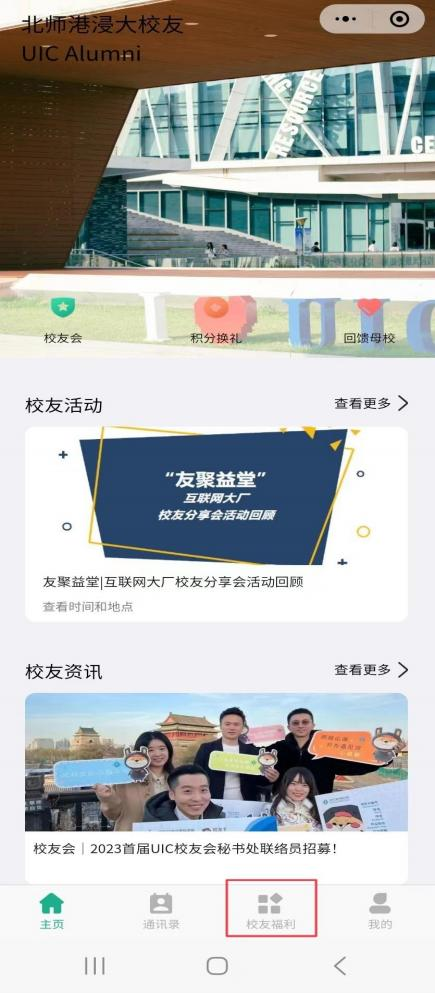 北师港浸大校友
UIC Alumni
RESOURCE
CE
UIC
校友会
积分换礼
回馈母校
校友活动
查看更多
“友聚益堂”
互联网大厂
校友分享会活动回顾
友聚益堂|互联网大厂校友分享会活动回顾
查看时间和地点
校友资讯
查看更多
校友会｜2023首届UIC校友会秘书处联络员招募！
主页
通讯录
校友福利
我的